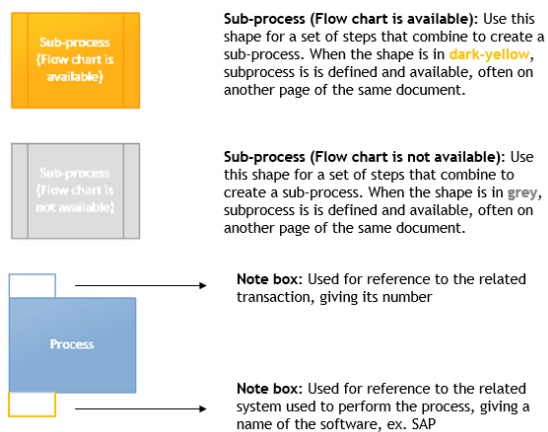 Sub-process
(Flow chart is
available)
Sub-process (Flow chart is available): Use this
shape for a set of steps that combine to create a
sub-process. When the shape is in dark-yellow,
subprocess is is defined and available, often on
another page of the same document.
Sub-process
(Flow chart is
not available)
Sub-process (Flow chart is not available): Use
this shape for a set of steps that combine to
create a sub-process. When the shape is in grey,
subprocess is is defined and available, often on
another page of the same document.
Note box: Used for reference to the related
transaction, giving its number
Process
Note box: Used for reference to the related
system used to perform the process, giving a
name of the software, ex. SAP